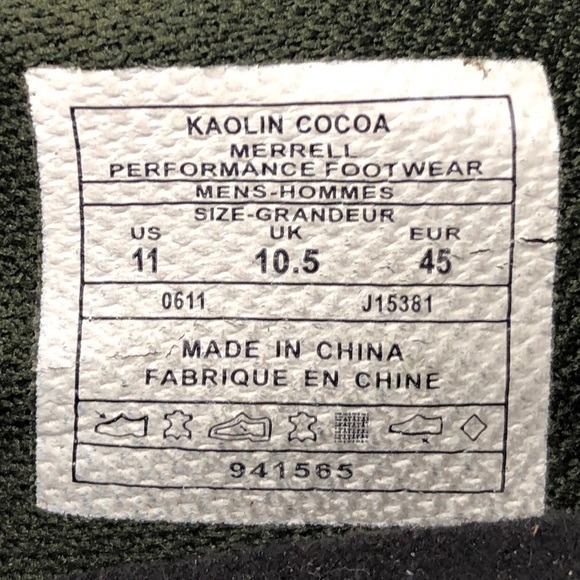 KAOLIN COCOA
MERRELL
PERFORMANCE FOOTWEAR
MENS-HOMMES
SIZE-GRANDEUR
US UK EUR
11 10.5 45
0611 J15381
MADE IN CHINA
FABRIQUE EN CHINE
941565